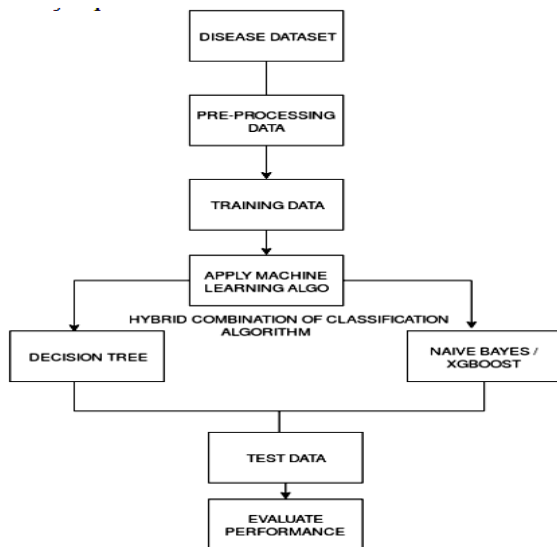 DISEASE DATASET
PRE-PROCESSING
DATA
TRAINING DATA
APPLY MACHINE
LEARNING ALGO
HYBRID COMBINATION OF CLASSIFICATION
ALGORITHM
DECISION TREE
NAIVE BAYES /
XGBOOST
TEST DATA
EVALUATE
PERFORMANCE